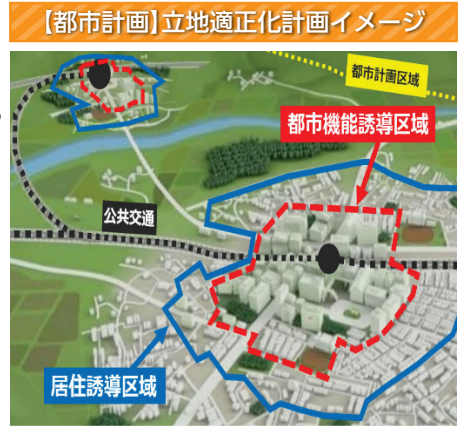 【都市計画】立地適正化計画イメージ
都市計画区域
都市機能誘導区域
公共交通
居住誘導区域